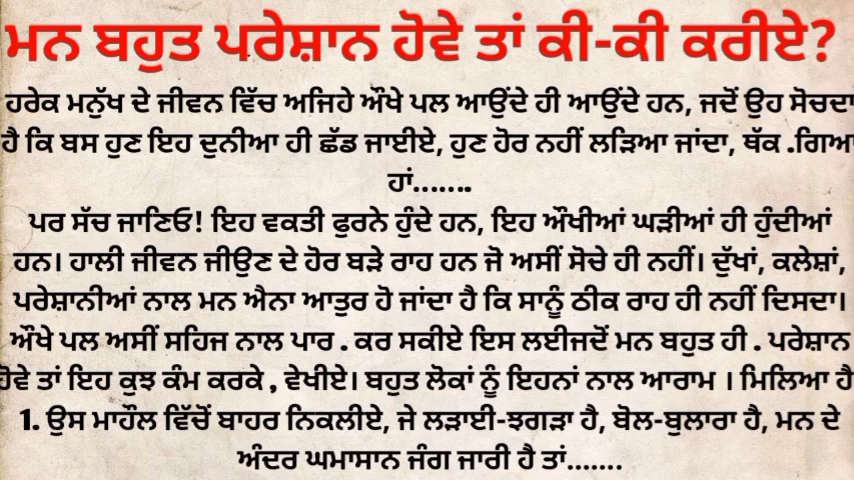 ਮਨ ਬਹੁਤ ਪਰੇਸ਼ਾਨ ਹੋਵੇ ਤਾਂ ਕੀ-ਕੀ ਕਰੀਏ?
ਹਰੇਕ ਮਨੁੱਖ ਦੇ ਜੀਵਨ ਵਿੱਚ ਅਜਿਹੇ ਔਖੇ ਪਲ ਆਉਂਦੇ ਹੀ ਆਉਂਦੇ ਹਨ, ਜਦੋਂ ਉਹ ਸੋਚਦਾ
ਹੈ ਕਿ ਬਸ ਹੁਣ ਇਹ ਦੁਨੀਆ ਹੀ ਛੱਡ ਜਾਈਏ, ਹੁਣ ਹੋਰ ਨਹੀਂ ਲੜਿਆ ਜਾਂਦਾ, ਥੱਕ .ਗਿਆ
ਹਾਂ.......
ਪਰ ਸੱਚ ਜਾਣਿਓ! ਇਹ ਵਕਤੀ ਫੁਰਨੇ ਹੁੰਦੇ ਹਨ, ਇਹ ਔਖੀਆਂ ਘੜੀਆਂ ਹੀ ਹੁੰਦੀਆਂ
ਹਨ। ਹਾਲੀ ਜੀਵਨ ਜੀਉਣ ਦੇ ਹੋਰ ਬੜੇ ਰਾਹ ਹਨ ਜੋ ਅਸੀਂ ਸੋਚੇ ਹੀ ਨਹੀਂ। ਦੁੱਖਾਂ, ਕਲੇਸ਼ਾਂ,
ਪਰੇਸ਼ਾਨੀਆਂ ਨਾਲ ਮਨ ਐਨਾ ਆਤੁਰ ਹੋ ਜਾਂਦਾ ਹੈ ਕਿ ਸਾਨੂੰ ਠੀਕ ਰਾਹ ਹੀ ਨਹੀਂ ਦਿਸਦਾ।
ਔਖੇ ਪਲ ਅਸੀਂ ਸਹਿਜ ਨਾਲ ਪਾਰ . ਕਰ ਸਕੀਏ ਇਸ ਲਈਜਦੋਂ ਮਨ ਬਹੁਤ ਹੀ . ਪਰੇਸ਼ਾਨ
ਹੋਵੇ ਤਾਂ ਇਹ ਕੁਝ ਕੰਮ ਕਰਕੇ , ਵੇਖੀਏ। ਬਹੁਤ ਲੋਕਾਂ ਨੂੰ ਇਹਨਾਂ ਨਾਲ ਆਰਾਮ । ਮਿਲਿਆ ਹੈ
1. ਉਸ ਮਾਹੌਲ ਵਿੱਚੋਂ ਬਾਹਰ ਨਿਕਲੀਏ, ਜੇ ਲੜਾਈ-ਝਗੜਾ ਹੈ, ਬੋਲ-ਬੁਲਾਰਾ ਹੈ, ਮਨ ਦੇ
ਅੰਦਰ ਘਮਾਸਾਨ ਜੰਗ ਜਾਰੀ ਹੈ ਤਾਂ.......